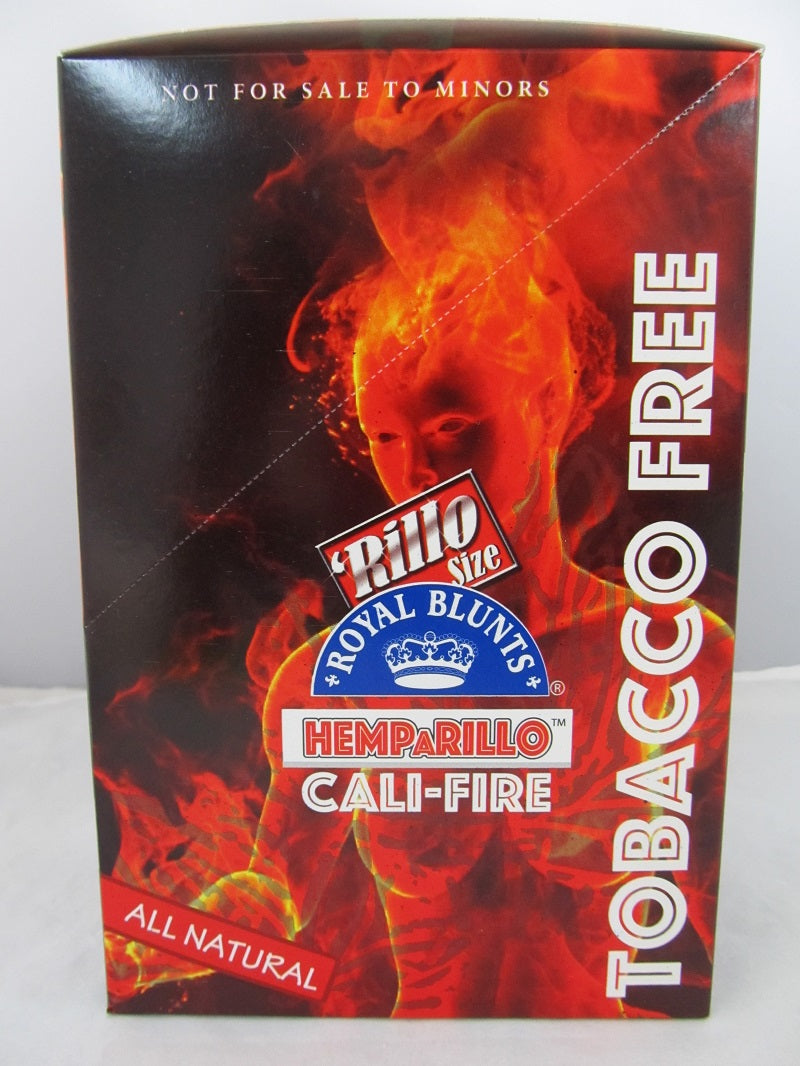 NOT FOR SALE TO MINORS
'Rillo
Size
ROYAL BLUNTS
®
HEMPARILLO™
CALI-FIRE
ALL NATURAL
TOBACCO FREE